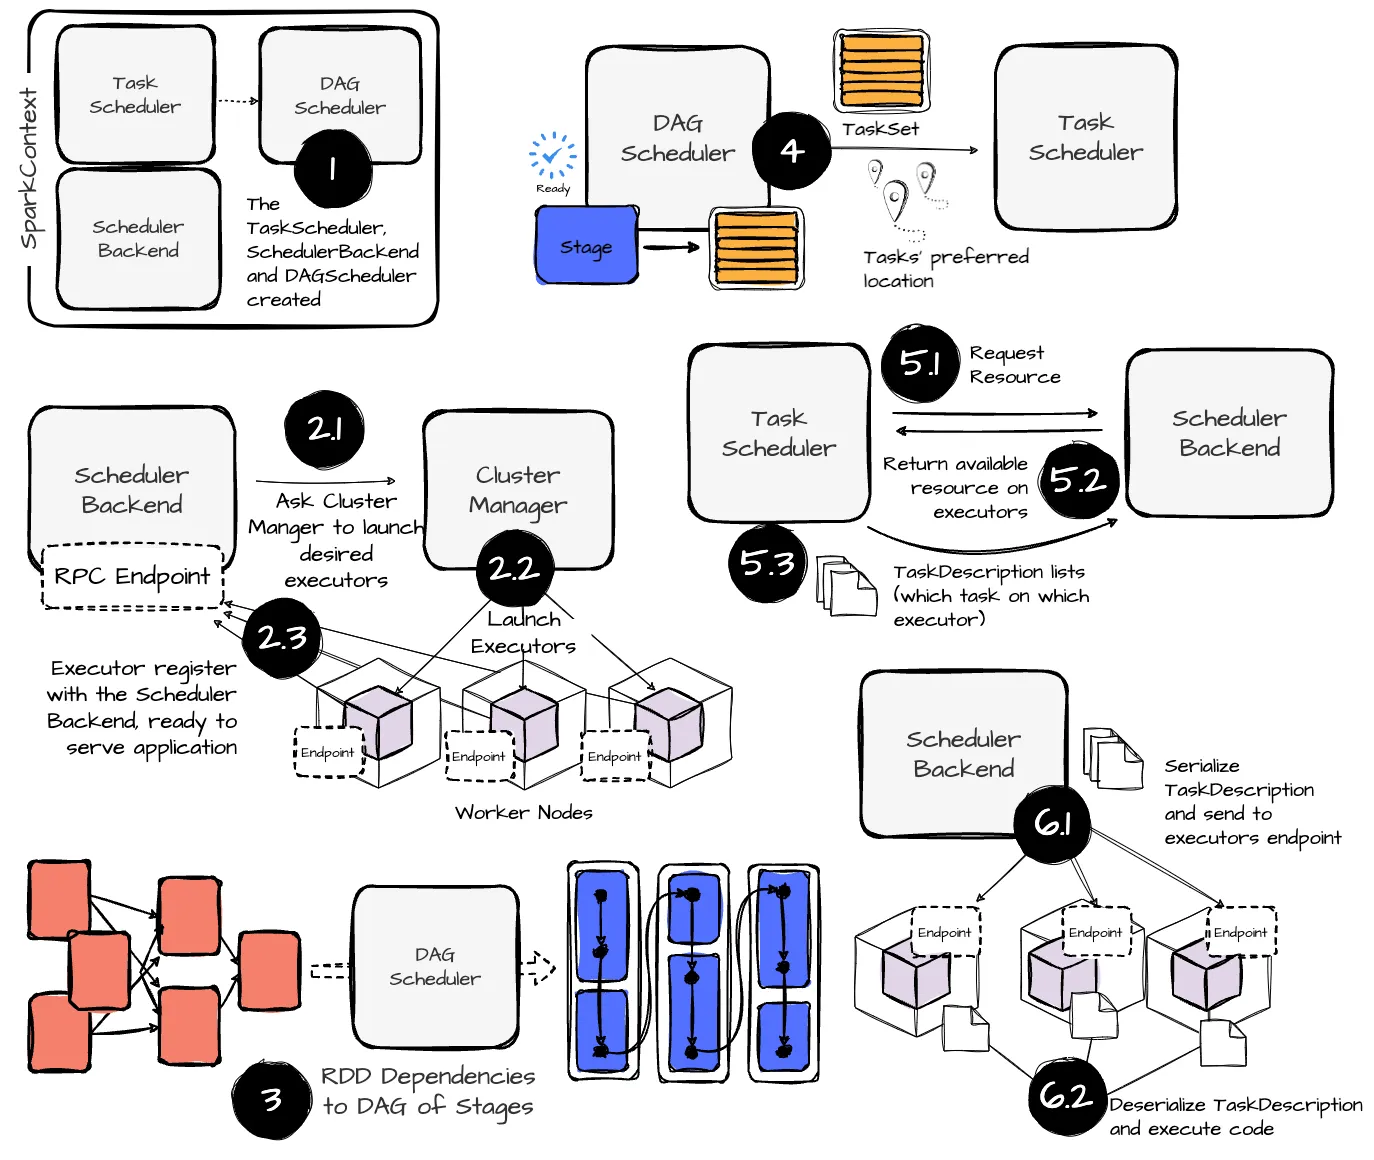 SparkContext
Task
Scheduler
DAG
Scheduler
1
Scheduler
Backend
The
TaskScheduler,
SchedulerBackend
and DAGScheduler
created
DAG
Scheduler
4
TaskSet
Task
Scheduler
Ready
Stage
Tasks' preferred
location
Scheduler
Backend
RPC Endpoint
2.1
Ask Cluster
Manger to launch
desired
executors
Cluster
Manager
2.2
Launch
Executors
2.3
Executor register
with the Scheduler
Backend, ready to
serve application
Endpoint
Endpoint
Endpoint
Worker Nodes
Task
Scheduler
5.1
Request
Resource
Scheduler
Backend
Return available
resource on
executors
5.2
5.3
TaskDescription lists
(which task on which
executor)
DAG
Scheduler
3
RDD Dependencies
to DAG of Stages
Scheduler
Backend
6.1
Serialize
TaskDescription
and send to
executors endpoint
Endpoint
Endpoint
Endpoint
6.2
Deserialize TaskDescription
and execute code